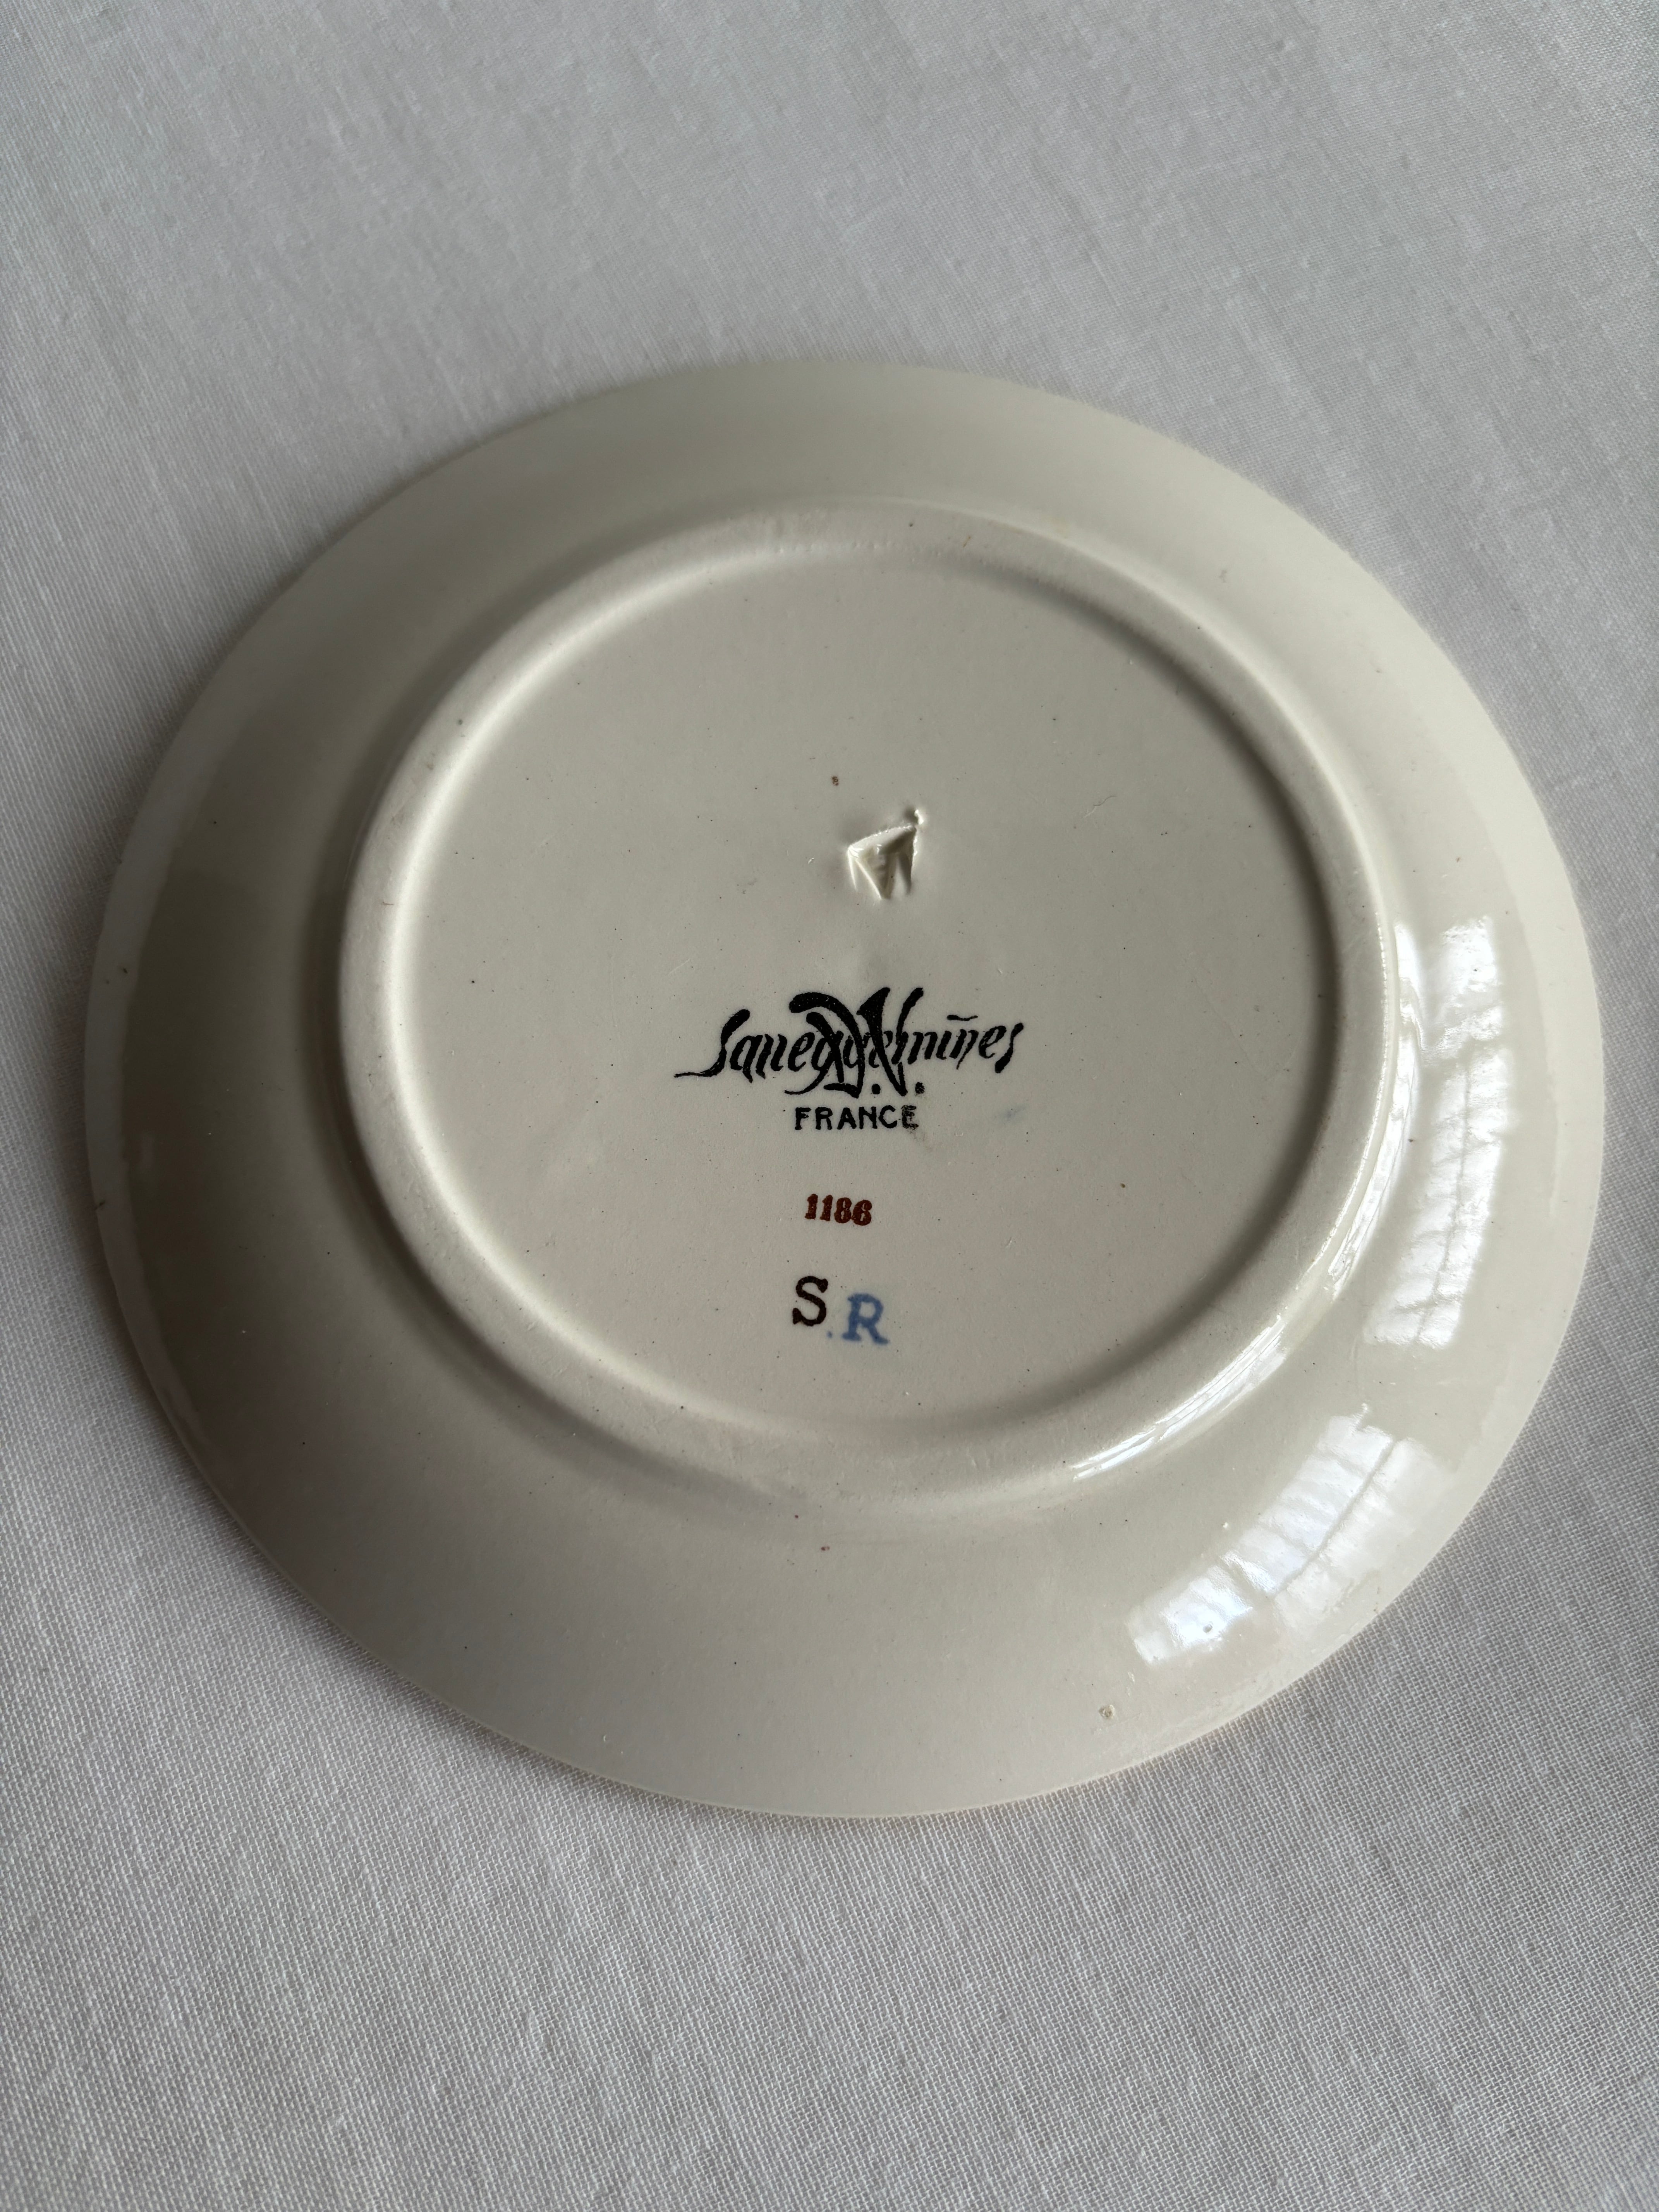 Sarreguemines
D.V.
FRANCE
1186
S R